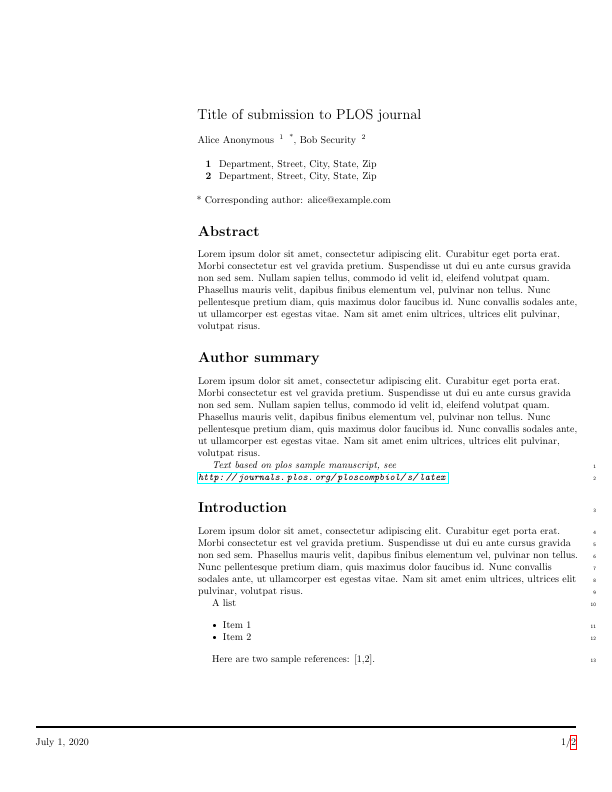 Title of submission to PLOS journal
Alice Anonymous 1 *, Bob Security 2
1 Department, Street, City, State, Zip
2 Department, Street, City, State, Zip
* Corresponding author: alice@example.com
Abstract
Lorem ipsum dolor sit amet, consectetur adipiscing elit. Curabitur eget porta erat.
Morbi consectetur est vel gravida pretium. Suspendisse ut dui eu ante cursus gravida
non sed sem. Nullam sapien tellus, commodo id velit id, eleifend volutpat quam.
Phasellus mauris velit, dapibus finibus elementum vel, pulvinar non tellus. Nunc
pellentesque pretium diam, quis maximus dolor faucibus id. Nunc convallis sodales ante,
ut ullamcorper est egestas vitae. Nam sit amet enim ultrices, ultrices elit pulvinar,
volutpat risus.
Author summary
Lorem ipsum dolor sit amet, consectetur adipiscing elit. Curabitur eget porta erat.
Morbi consectetur est vel gravida pretium. Suspendisse ut dui eu ante cursus gravida
non sed sem. Nullam sapien tellus, commodo id velit id, eleifend volutpat quam.
Phasellus mauris velit, dapibus finibus elementum vel, pulvinar non tellus. Nunc
pellentesque pretium diam, quis maximus dolor faucibus id. Nunc convallis sodales ante,
ut ullamcorper est egestas vitae. Nam sit amet enim ultrices, ultrices elit pulvinar,
volutpat risus.
Text based on plos sample manuscript, see 1
http://journals.plos.org/ploscompbiol/s/latex 2
Introduction 3
Lorem ipsum dolor sit amet, consectetur adipiscing elit. Curabitur eget porta erat. 4
Morbi consectetur est vel gravida pretium. Suspendisse ut dui eu ante cursus gravida 5
non sed sem. Phasellus mauris velit, dapibus finibus elementum vel, pulvinar non tellus. 6
Nunc pellentesque pretium diam, quis maximus dolor faucibus id. Nunc convallis 7
sodales ante, ut ullamcorper est egestas vitae. Nam sit amet enim ultrices, ultrices elit 8
pulvinar, volutpat risus. 9
A list 10
• Item 1 11
• Item 2 12
Here are two sample references: [1,2]. 13
July 1, 2020 1/2